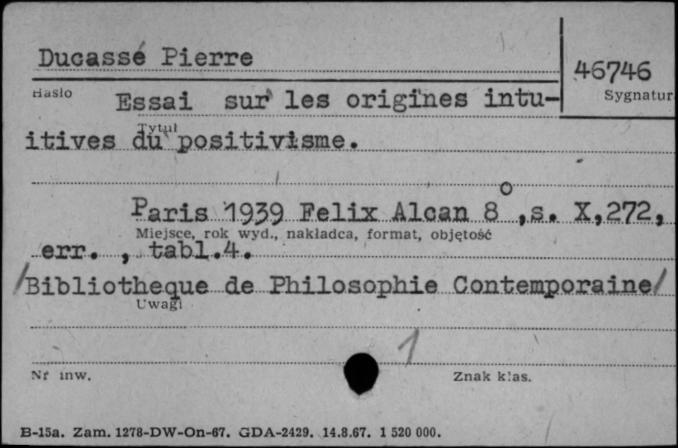 Ducassé Pierre
46746
Hasło
Sygnatur
Essai sur les origines intu-
Tytuł
itives du positivisme.
Paris 1939 Felix Alcan 8°,s. X,272,
Miejsce, rok wyd., nakładca, format, objętość
err. , tabl.4.
/Bibliotheque de Philosophie Contemporaine/
Uwagi
1
Nr inw.
Znak klas.
B-15a. Zam. 1278-DW-On-67. GDA-2429. 14.8.67. 1 520 000.